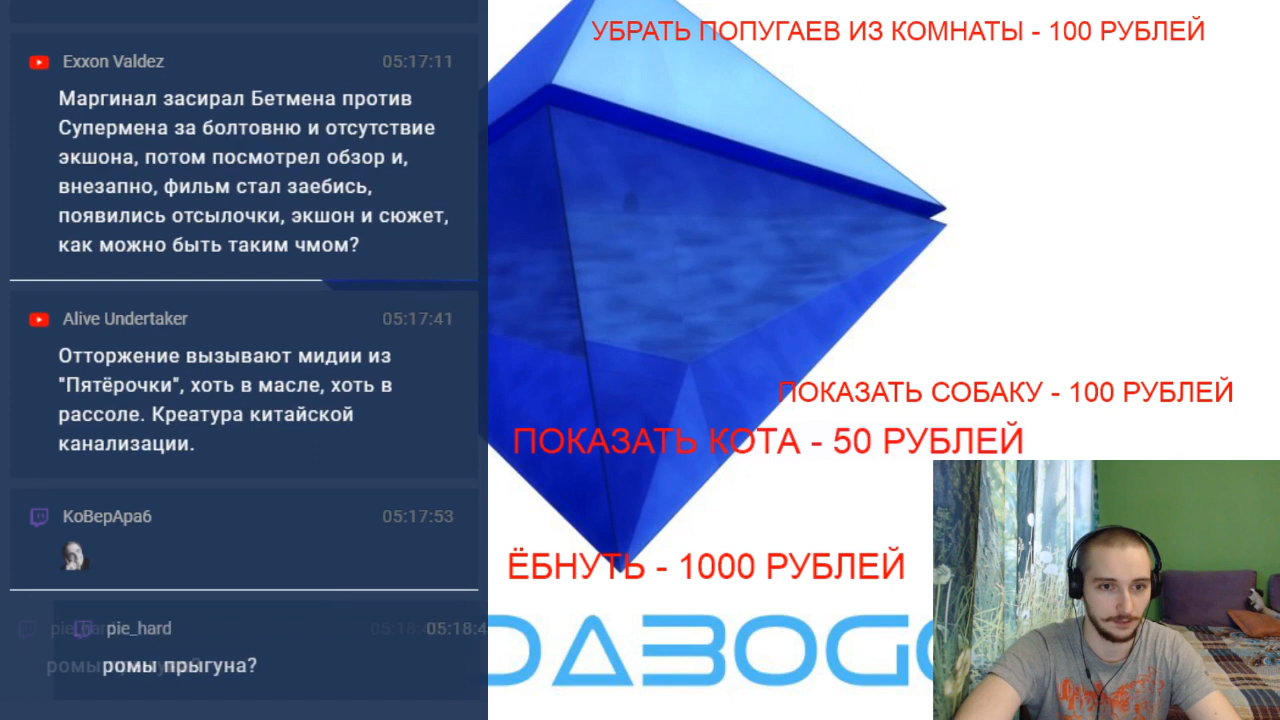 Exxon Valdez 05:17:11
Маргинал засирал Бетмена против
Супермена за болтовню и отсутствие
экшона, потом посмотрел обзор и,
внезапно, фильм стал заебись,
появились отсылочки, экшон и сюжет,
как можно быть таким чмом?
Alive Undertaker 05:17:41
Отторжение вызывают мидии из
"Пятёрочки", хоть в масле, хоть в
рассоле. Креатура китайской
канализации.
КоВерАра6 05:17:53
pie_hard 05:18:4
ромы прыгуна?
УБРАТЬ ПОПУГАЕВ ИЗ КОМНАТЫ - 100 РУБЛЕЙ
ПОКАЗАТЬ СОБАКУ - 100 РУБЛЕЙ
ПОКАЗАТЬ КОТА - 50 РУБЛЕЙ
ЁБНУТЬ - 1000 РУБЛЕЙ